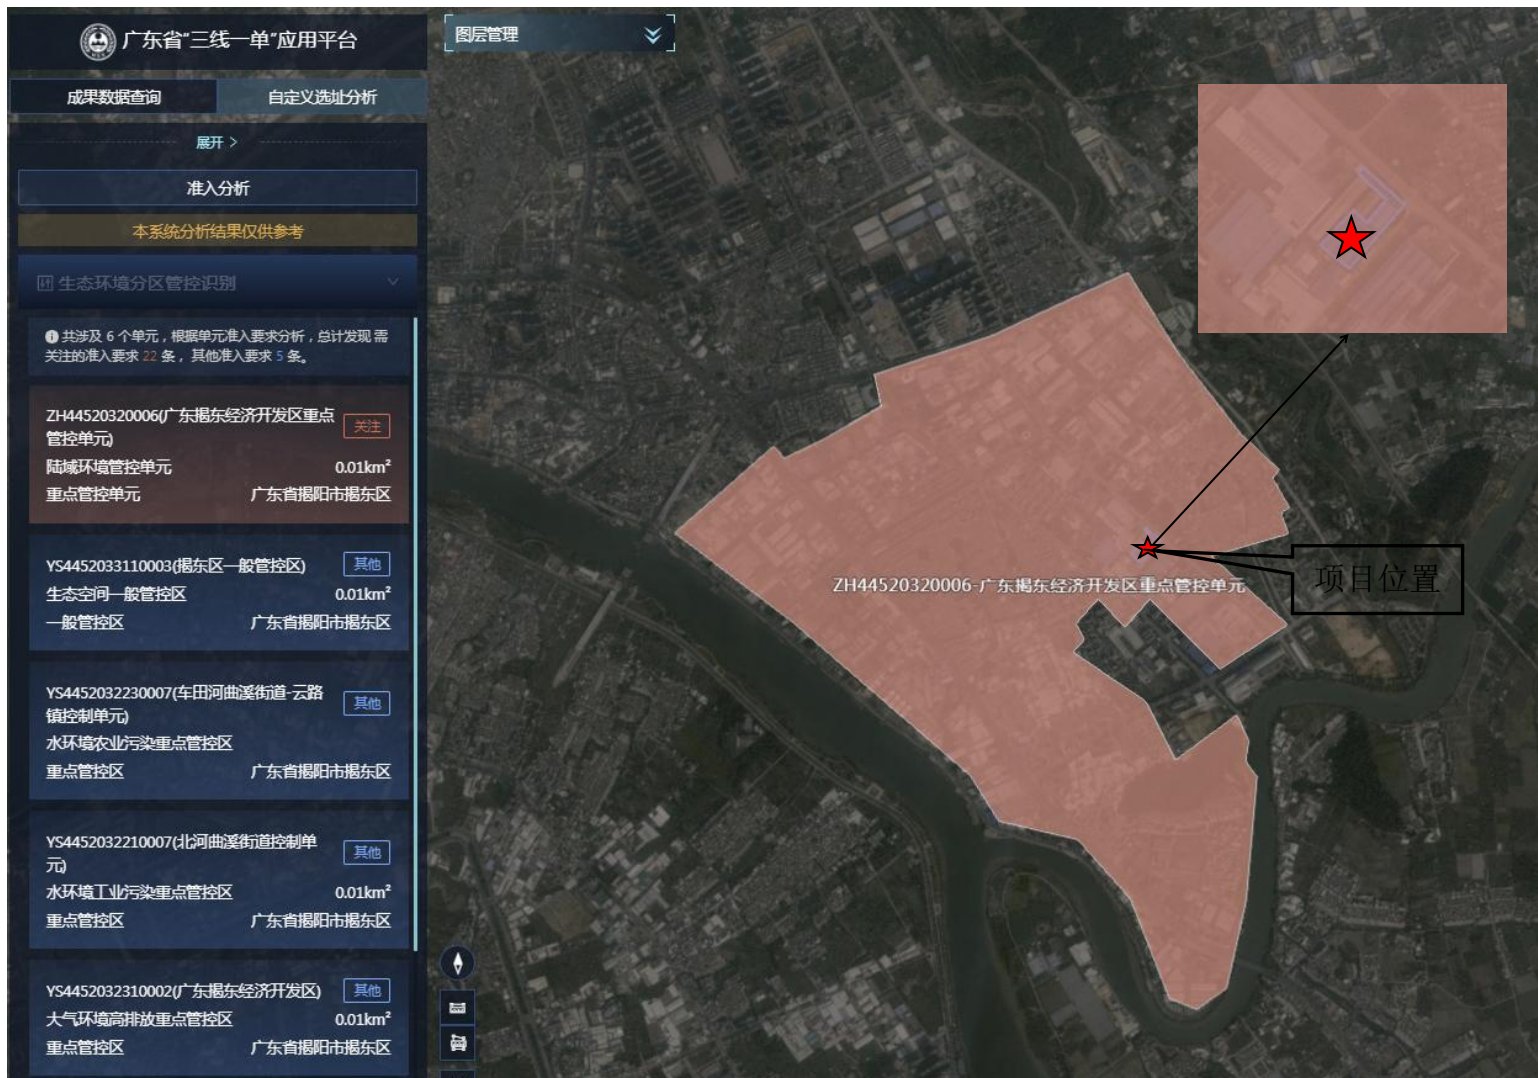 广东省“三线一单”应用平台
成果数据查询
自定义选址分析
展开 >
准入分析
本系统分析结果仅供参考
生态环境分区管控识别
共涉及 6 个单元，根据单元准入要求分析，总计发现 需
关注的准入要求 22 条， 其他准入要求 5 条。
ZH44520320006(广东揭东经济开发区重点
管控单元)
关注
陆域环境管控单元 0.01km²
重点管控单元 广东省揭阳市揭东区
YS4452033110003(揭东区一般管控区)
其他
生态空间一般管控区 0.01km²
一般管控区 广东省揭阳市揭东区
YS4452032230007(车田河曲溪街道-云路
镇控制单元)
其他
水环境农业污染重点管控区
重点管控区 广东省揭阳市揭东区
YS4452032210007(北河曲溪街道控制单
元)
其他
水环境工业污染重点管控区 0.01km²
重点管控区 广东省揭阳市揭东区
YS4452032310002(广东揭东经济开发区)
其他
大气环境高排放重点管控区 0.01km²
重点管控区 广东省揭阳市揭东区
图层管理
ZH44520320006-广东揭东经济开发区重点管控单元
项目位置